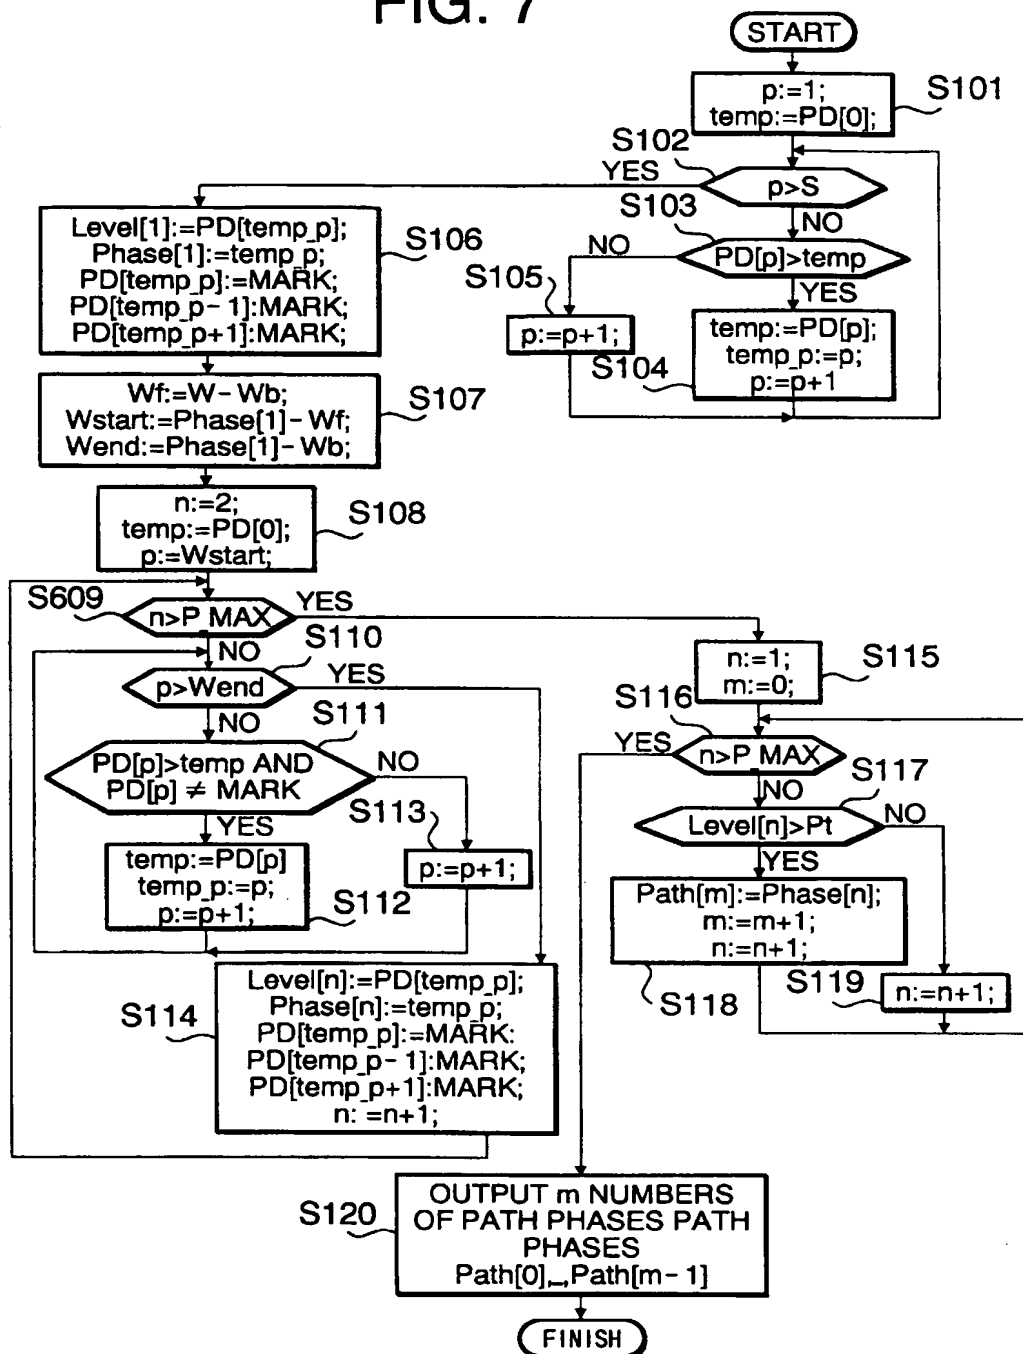 FIG. 7
START
p:=1;
temp:=PD[0];
S101
S102
YES
p>S
NO
S103
PD[p]>temp
NO
YES
S105
p:=p+1;
temp:=PD[p];
temp_p:=p;
p:=p+1
S104
Level[1]:=PD[temp_p];
Phase[1]:=temp_p;
PD[temp_p]:=MARK;
PD[temp_p-1]:MARK;
PD[temp_p+1]:MARK;
S106
Wf:=W-Wb;
Wstart:=Phase[1]-Wf;
Wend:=Phase[1]-Wb;
S107
n:=2;
temp:=PD[0];
p:=Wstart;
S108
S609
n>P_MAX
YES
NO
S110
p>Wend
YES
NO
S111
PD[p]>temp AND
PD[p] ≠ MARK
NO
YES
S113
p:=p+1;
temp:=PD[p]
temp_p:=p;
p:=p+1;
S112
Level[n]:=PD[temp_p];
Phase[n]:=temp_p;
PD[temp_p]:=MARK:
PD[temp_p-1]:MARK;
PD[temp_p+1]:MARK;
n: =n+1;
S114
n:=1;
m:=0;
S115
S116
YES
n>P_MAX
NO
S117
Level[n]>Pt
NO
YES
Path[m]:=Phase[n];
m:=m+1;
n:=n+1;
S118
S119
n:=n+1;
S120
OUTPUT m NUMBERS
OF PATH PHASES PATH
PHASES
Path[0],_,Path[m-1]
FINISH